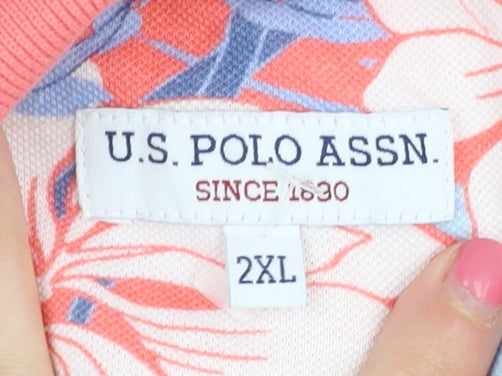 U.S. POLO ASSN.
SINCE 1890
2XL